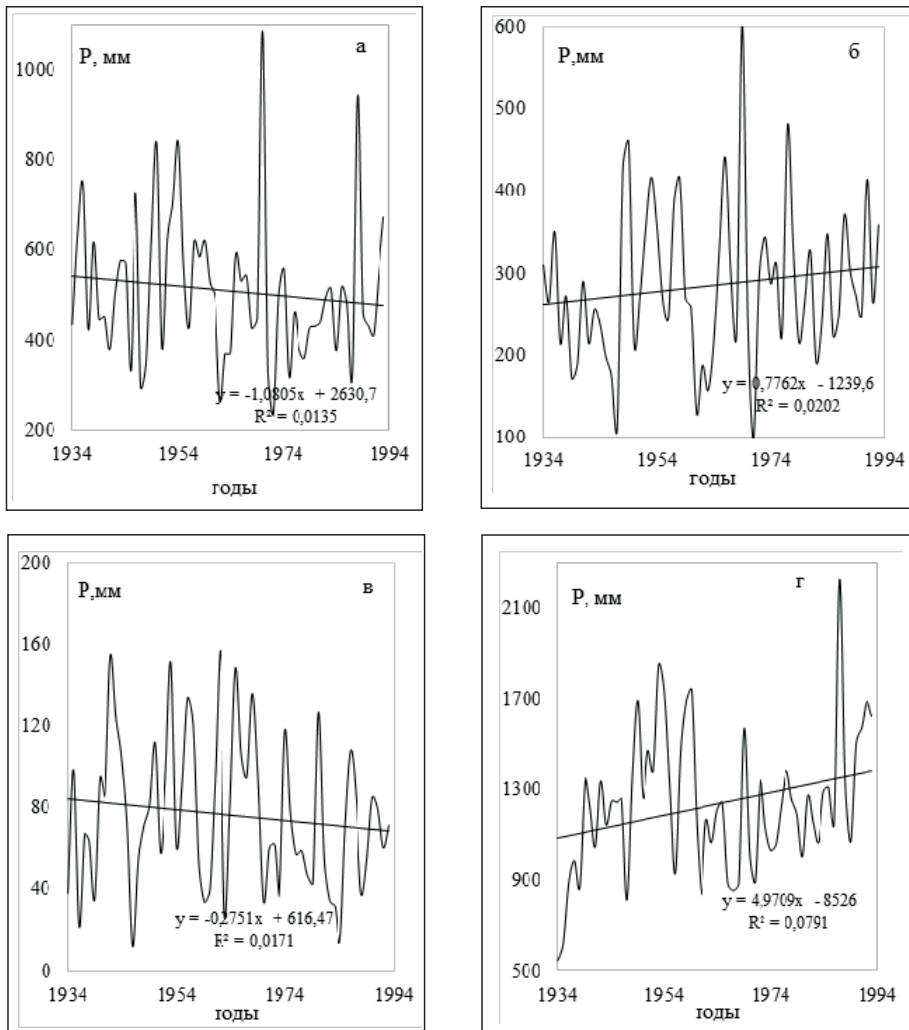 а
P, мм
1000
800
600
400
200
y = -1,0805x + 2630,7
R² = 0,0135
1934 1954 1974 1994
годы
600
б
P,мм
500
400
300
200
100
y = 0,7762x - 1239,6
R² = 0,0202
1934 1954 1974 1994
годы
200
P,мм
в
160
120
80
40
0
y = -0,2751x + 616,47
R² = 0,0171
1934 1954 1974 1994
годы
P, мм
г
2100
1700
1300
900
500
y = 4,9709x - 8526
R² = 0,0791
1934 1954 1974 1994
годы